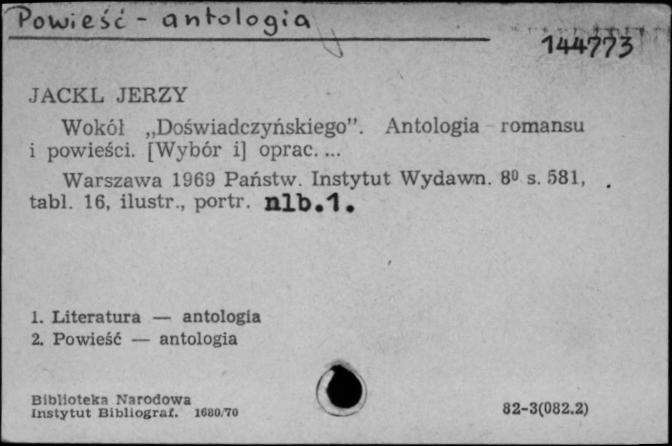 Powieść - antologia
144773
JACKL JERZY
Wokół „Doświadczyńskiego”. Antologia romansu
i powieści. [Wybór i] oprac. ...
Warszawa 1969 Państw. Instytut Wydawn. 8⁰ s. 581,
tabl. 16, ilustr., portr. nlb.1.
1. Literatura — antologia
2. Powieść — antologia
Biblioteka Narodowa
Instytut Bibliograf. 1680/70
82-3(082.2)